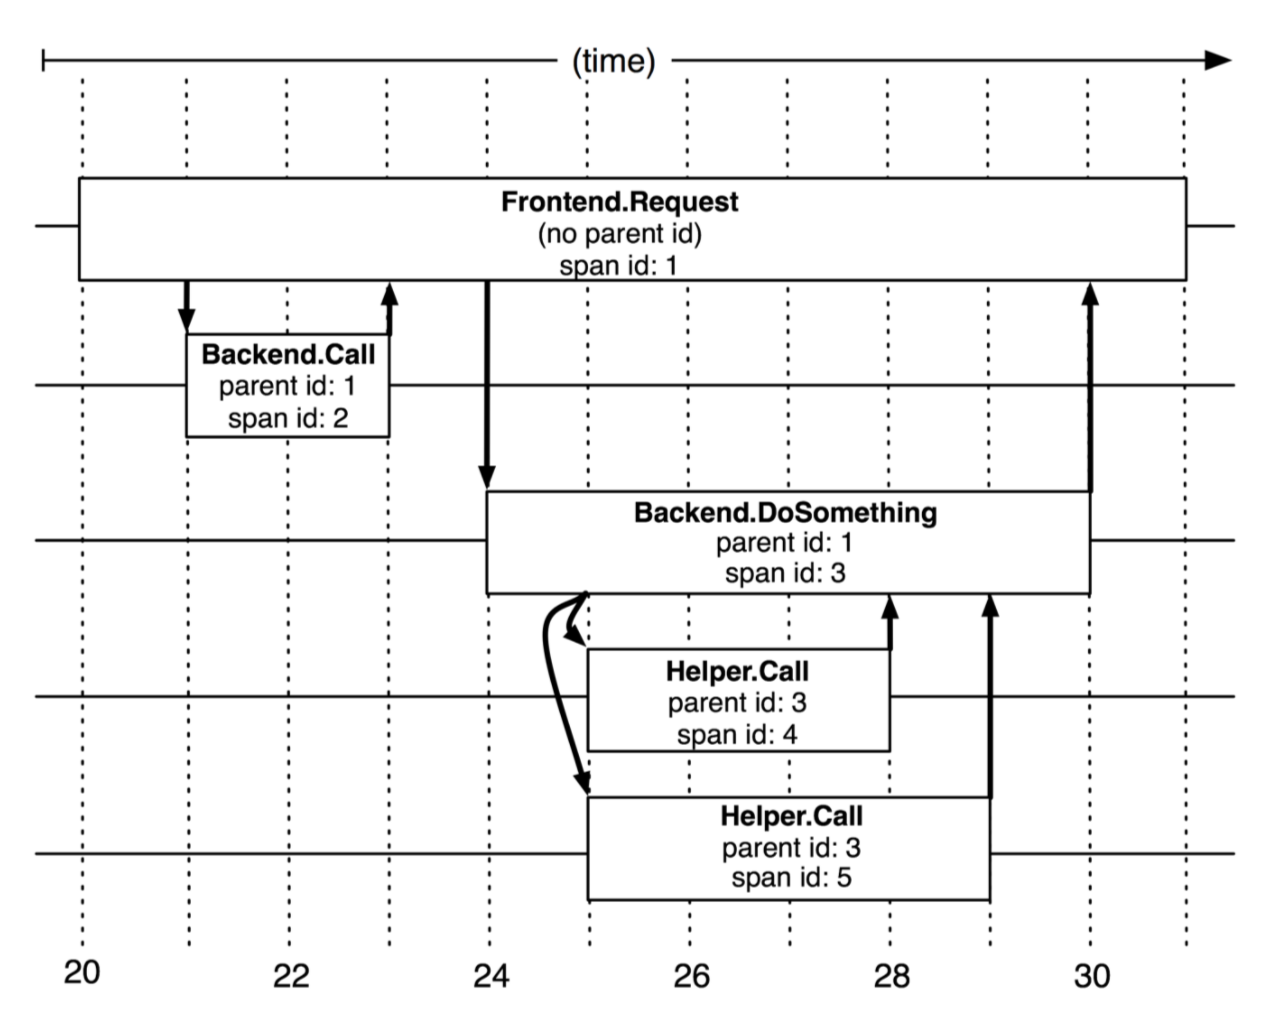 (time)
Frontend.Request
(no parent id)
span id: 1
Backend.Call
parent id: 1
span id: 2
Backend.DoSomething
parent id: 1
span id: 3
Helper.Call
parent id: 3
span id: 4
Helper.Call
parent id: 3
span id: 5
20 22 24 26 28 30